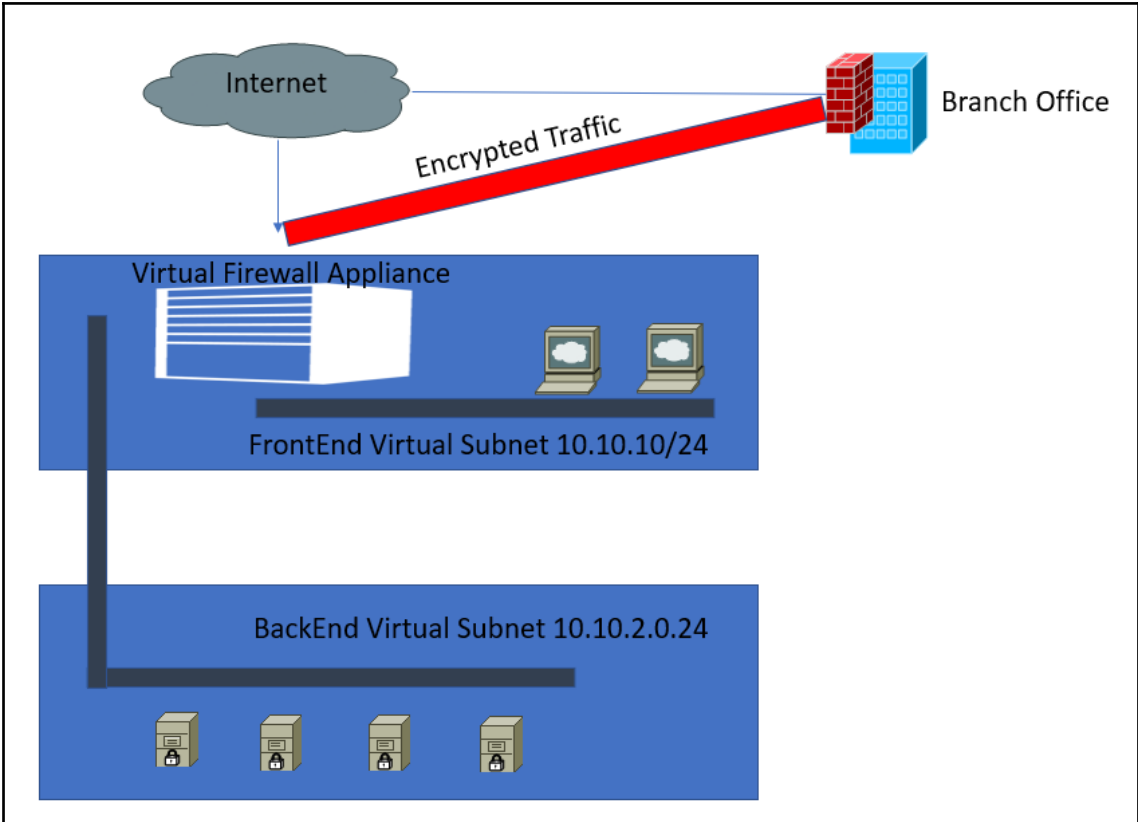 Internet
Branch Office
Encrypted Traffic
Virtual Firewall Appliance
FrontEnd Virtual Subnet 10.10.10/24
BackEnd Virtual Subnet 10.10.2.0.24